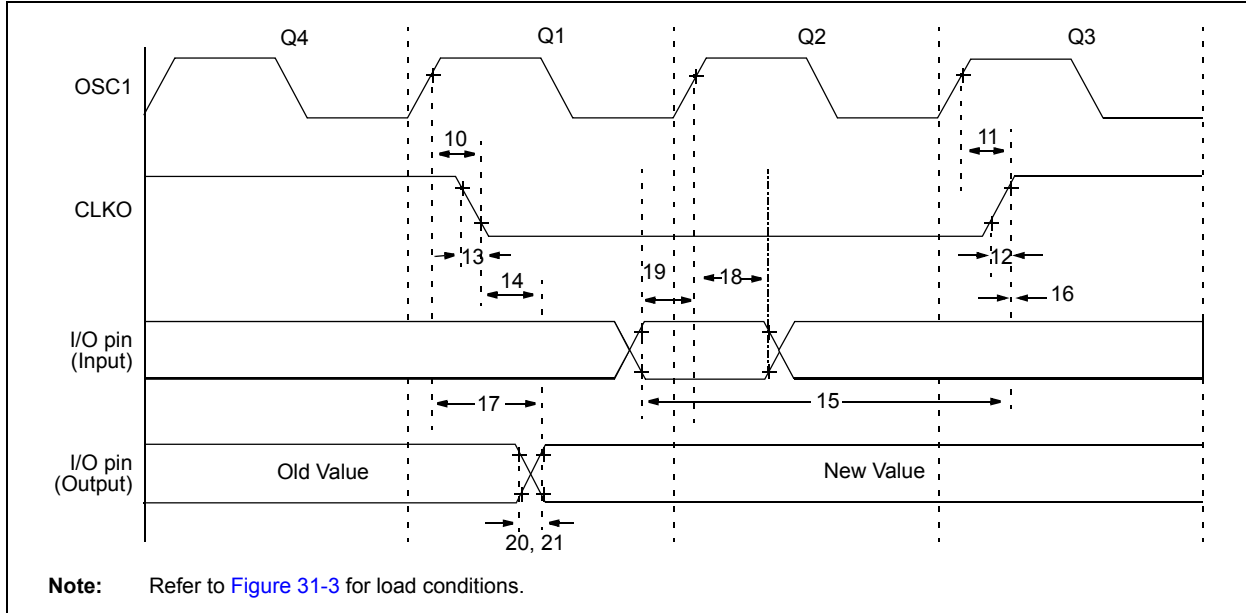 Q4 Q1 Q2 Q3
OSC1
10 11
CLKO
13 12
14 19 18 16
I/O pin
(Input)
17 15
I/O pin
(Output)
Old Value New Value
20, 21
Note: Refer to Figure 31-3 for load conditions.